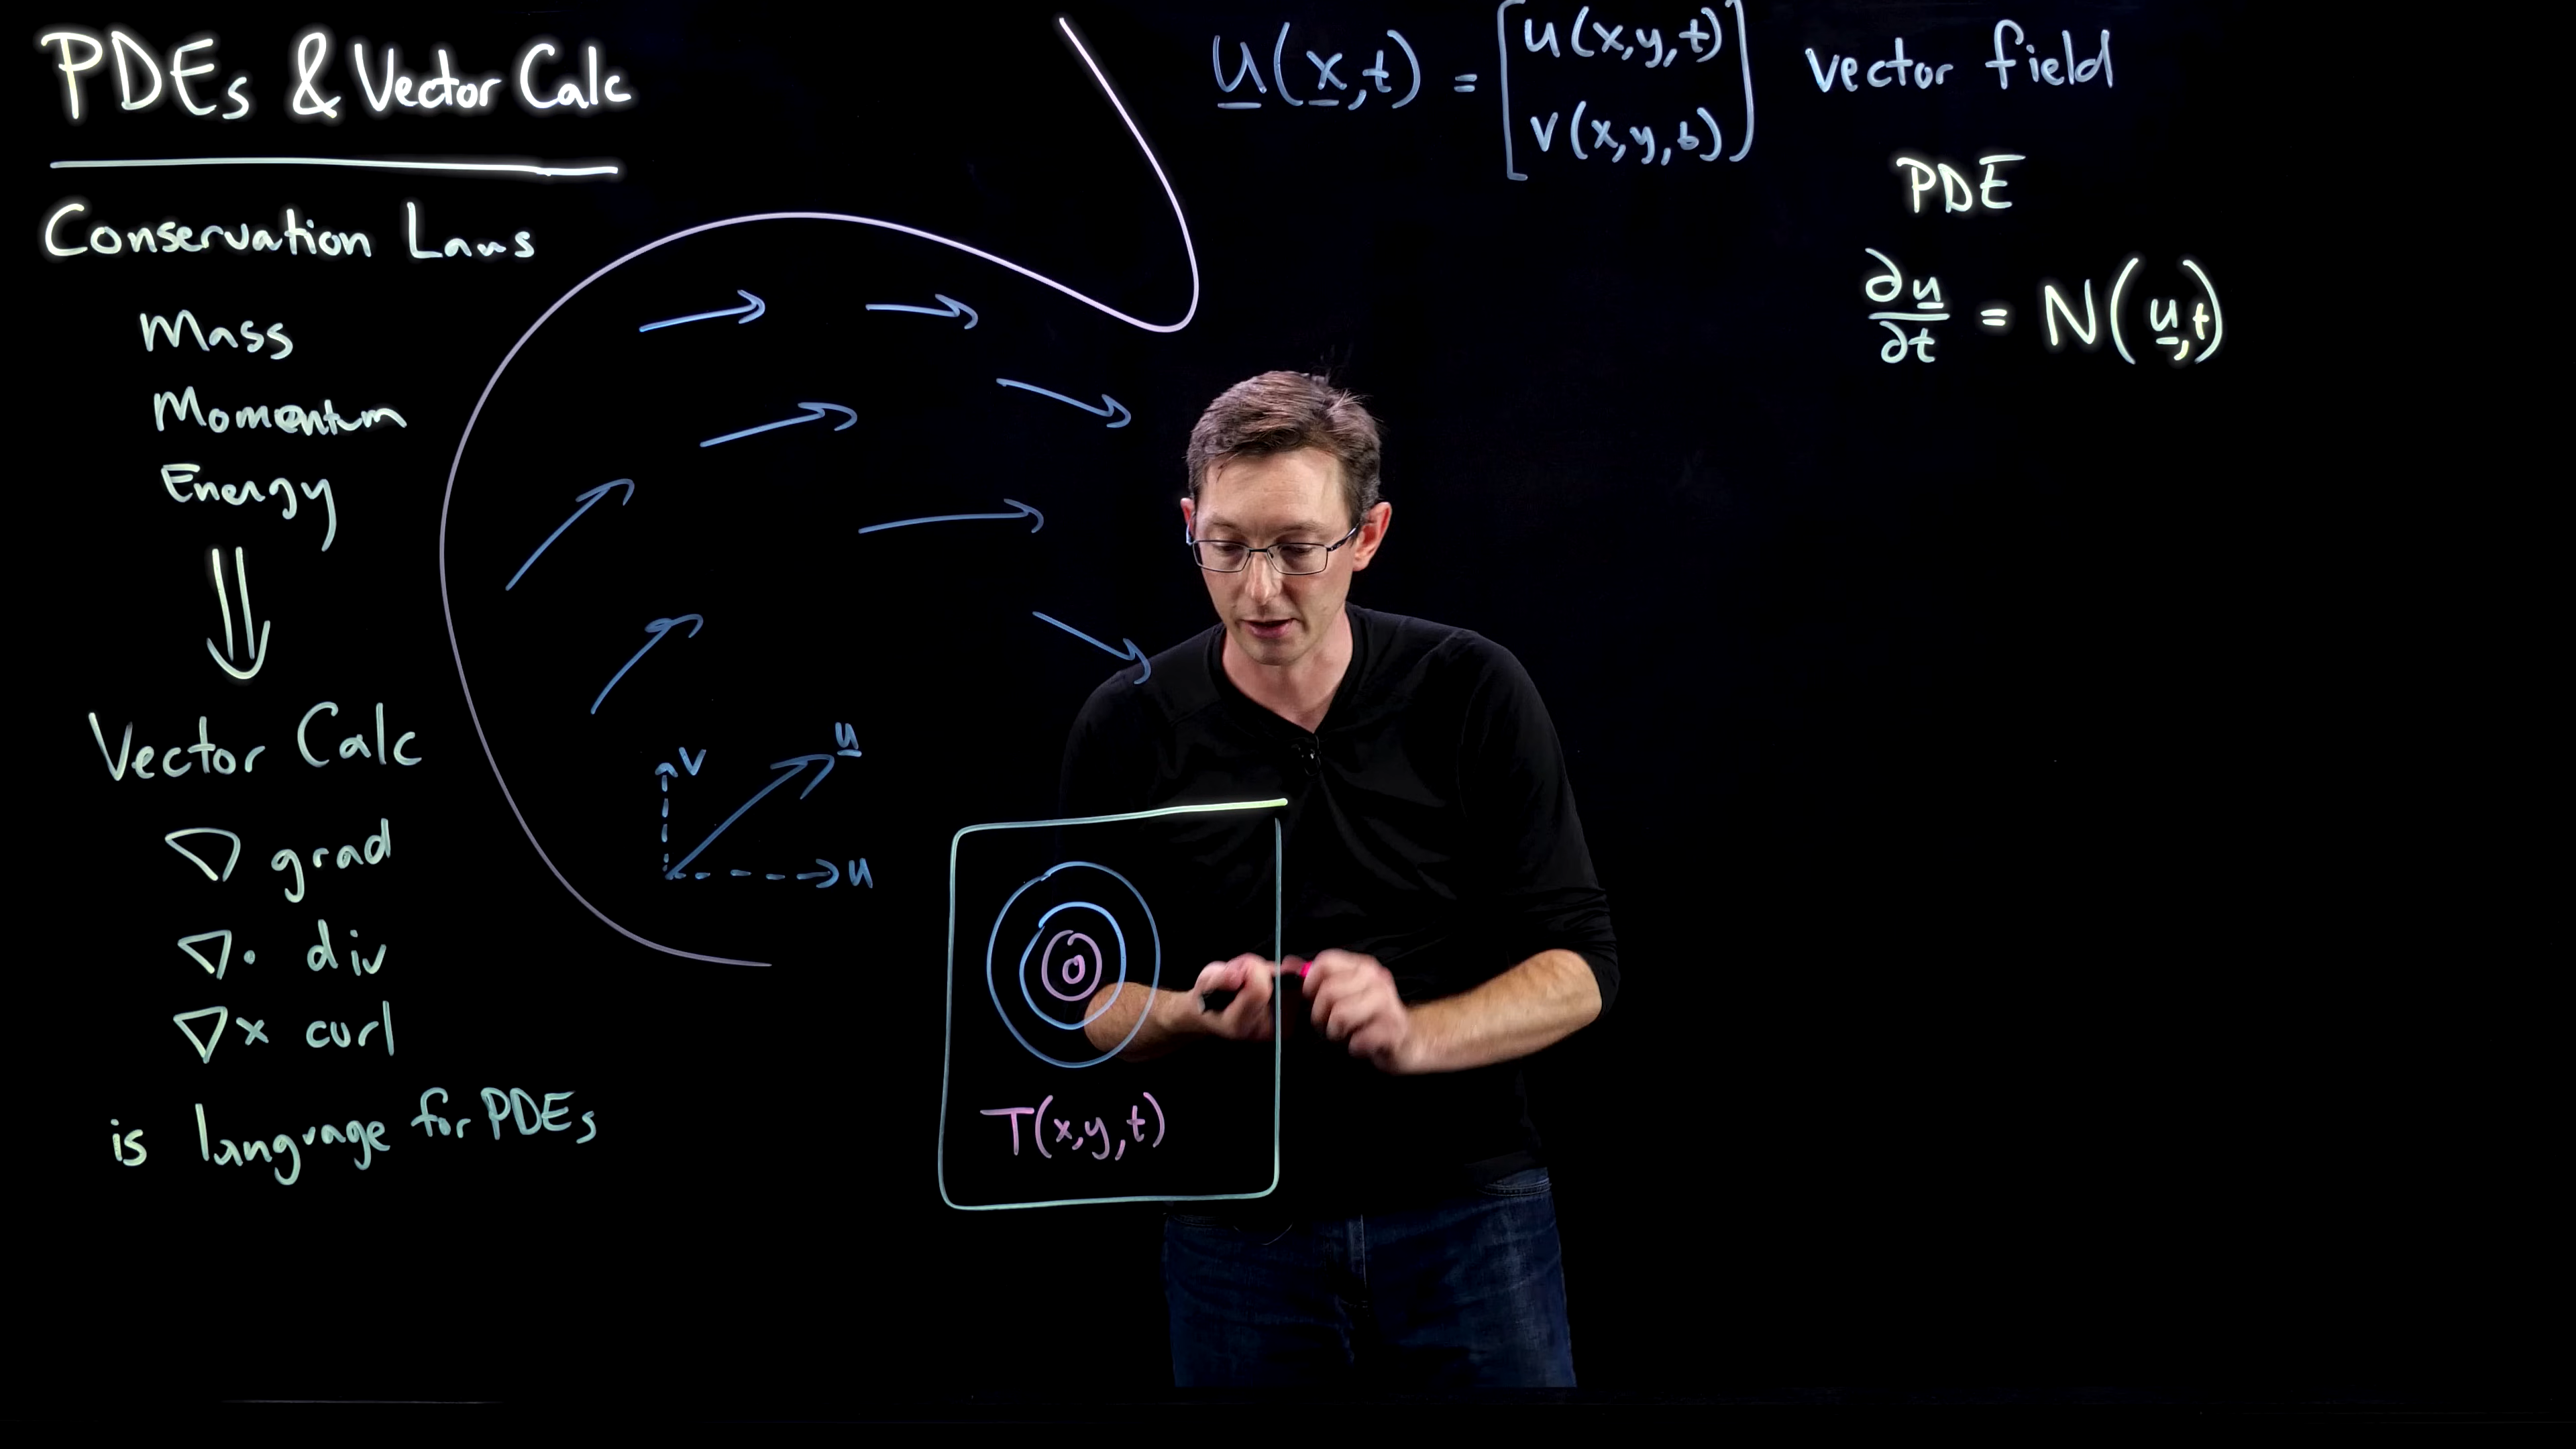 PDEs & Vector Calc
Conservation Laws
Mass
Momentum
Energy
⇓
Vector Calc
∇ grad
∇· div
∇× curl
is language for PDEs
u(x,t) = [u(x,y,t)
v(x,y,t)] vector field
PDE
∂u/∂t = N(u,t)
v
u
u
T(x,y,t)